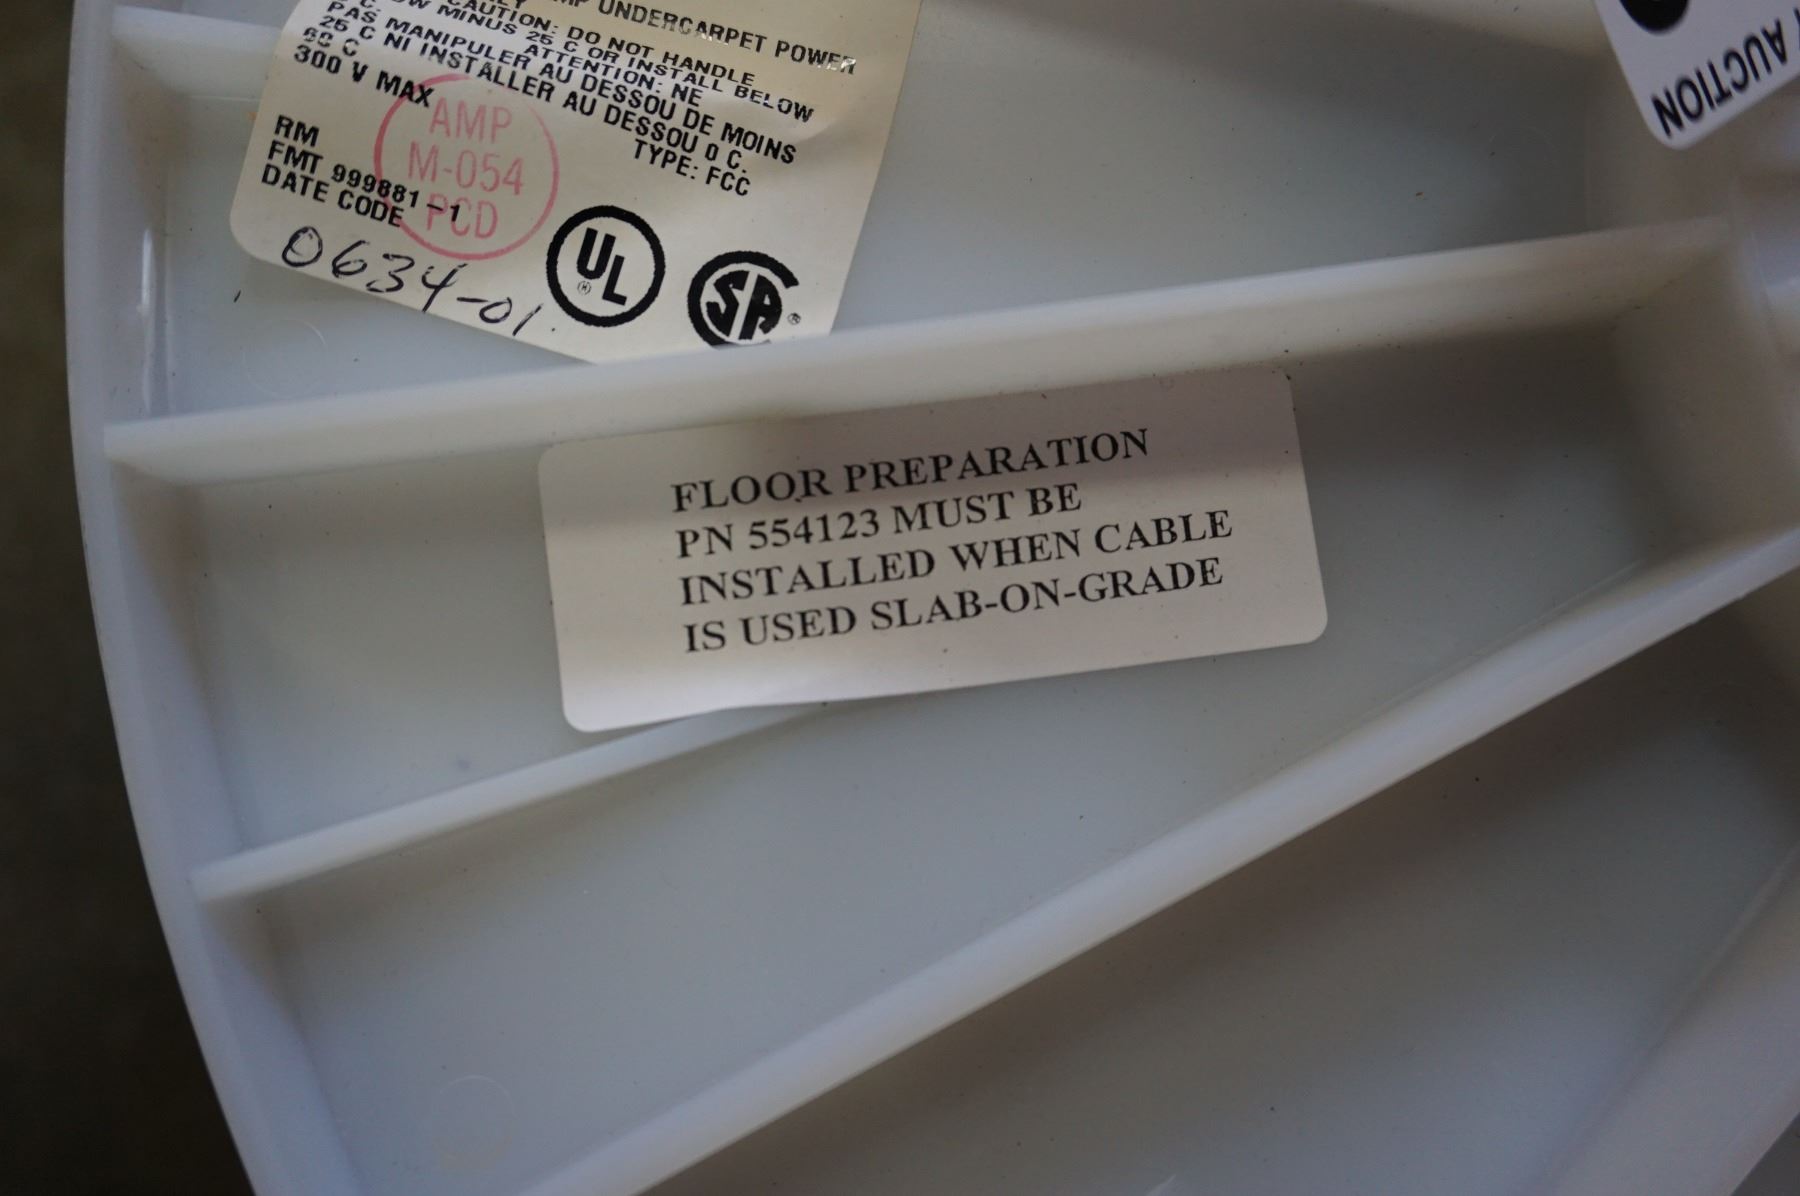 UNDERCARPET POWER
CAUTION: DO NOT HANDLE
MINUS 25 C OR INSTALL BELOW
ATTENTION: NE
PAS MANIPULER AU DESSOU DE MOINS
25 C NI INSTALLER AU DESSOU 0 C.
60 C
300 V MAX
TYPE: FCC
AMP
M-054
PCD
RM
FMT 999881-1
DATE CODE
0634-01
UL
SA
AUCTION
FLOOR PREPARATION
PN 554123 MUST BE
INSTALLED WHEN CABLE
IS USED SLAB-ON-GRADE